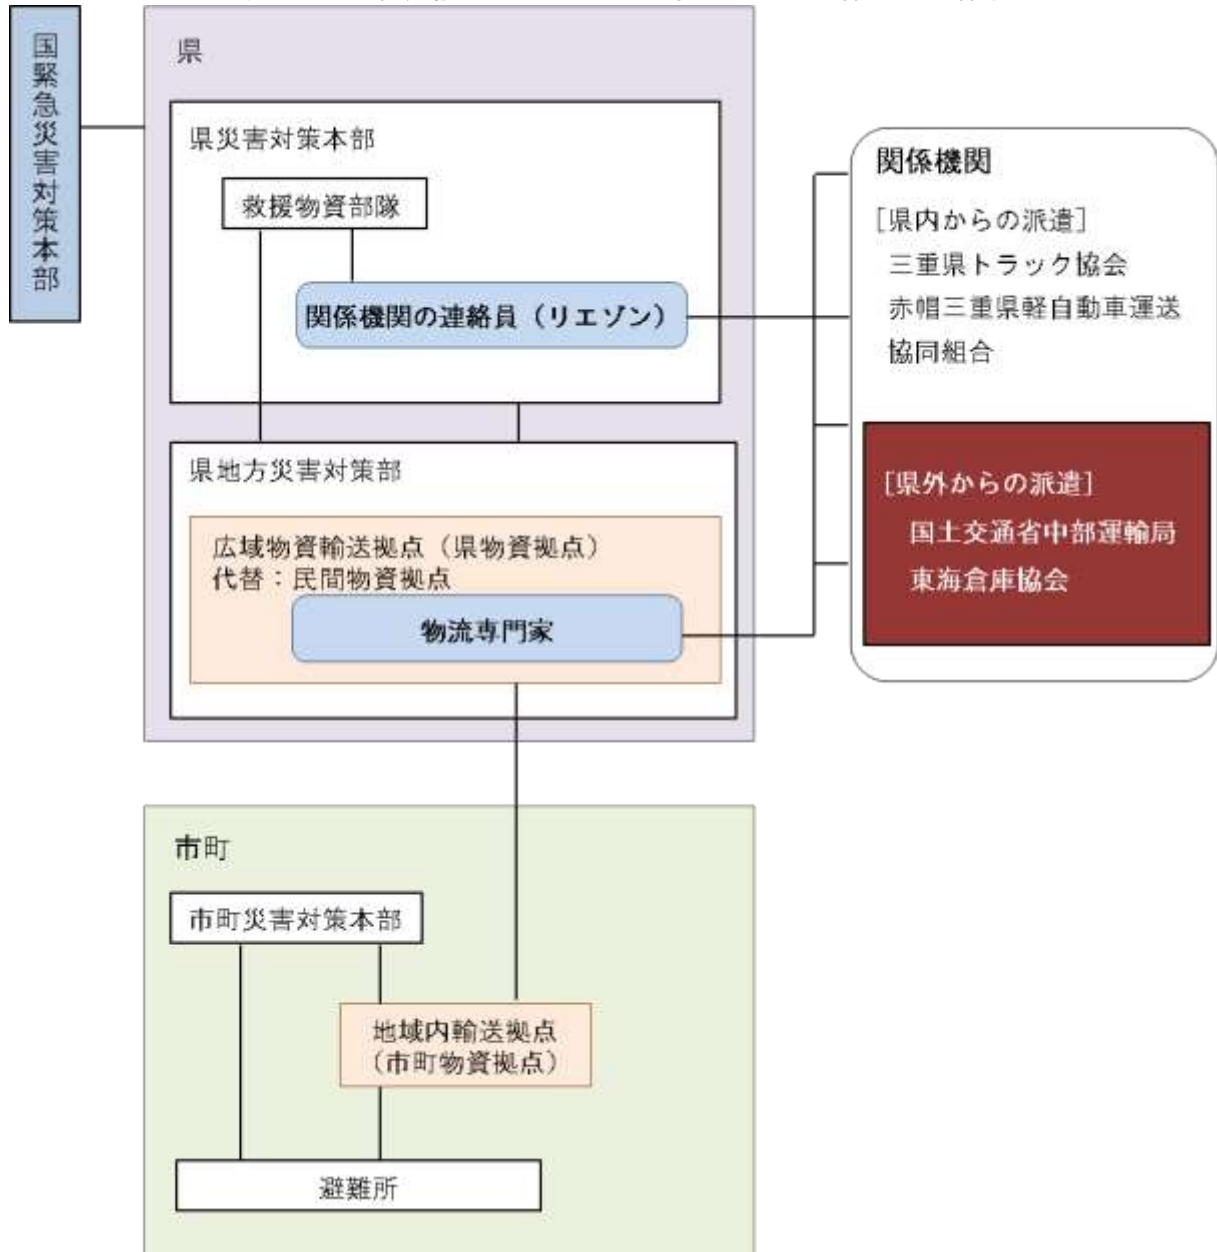 国緊急災害対策本部
県
県災害対策本部
救援物資部隊
関係機関の連絡員（リエゾン）
県地方災害対策部
広域物資輸送拠点（県物資拠点）
代替：民間物資拠点
物流専門家
関係機関
［県内からの派遣］
三重県トラック協会
赤帽三重県軽自動車運送
協同組合
［県外からの派遣］
国土交通省中部運輸局
東海倉庫協会
市町
市町災害対策本部
地域内輸送拠点
（市町物資拠点）
避難所